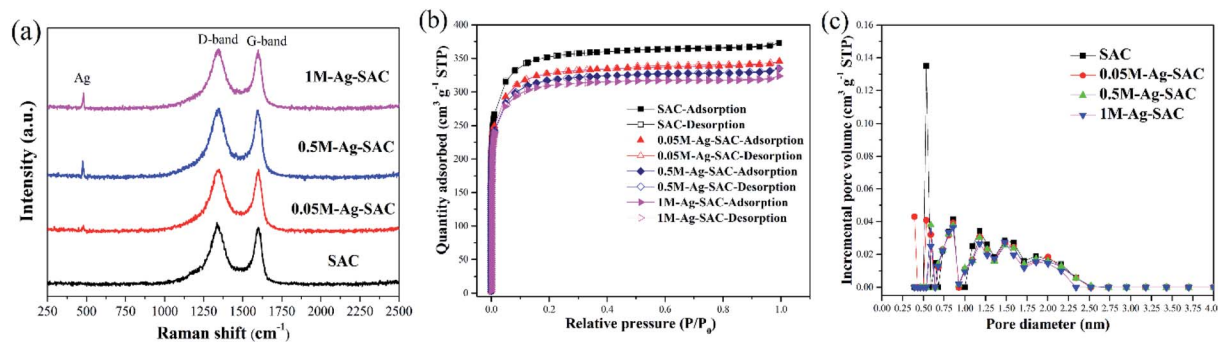 (a)
D-band
G-band
Ag
1M-Ag-SAC
0.5M-Ag-SAC
0.05M-Ag-SAC
SAC
Intensity (a.u.)
250 500 750 1000 1250 1500 1750 2000 2250 2500
Raman shift (cm⁻¹)
(b)
400
350
300
250
200
150
100
50
0
Quantity adsorbed (cm³ g⁻¹ STP)
SAC-Adsorption
SAC-Desorption
0.05M-Ag-SAC-Adsorption
0.05M-Ag-SAC-Desorption
0.5M-Ag-SAC-Adsorption
0.5M-Ag-SAC-Desorption
1M-Ag-SAC-Adsorption
1M-Ag-SAC-Desorption
0.0 0.2 0.4 0.6 0.8 1.0
Relative pressure (P/P₀)
(c)
0.16
0.14
0.12
0.10
0.08
0.06
0.04
0.02
0.00
Incremental pore volume (cm³ g⁻¹ STP)
SAC
0.05M-Ag-SAC
0.5M-Ag-SAC
1M-Ag-SAC
0.00 0.25 0.50 0.75 1.00 1.25 1.50 1.75 2.00 2.25 2.50 2.75 3.00 3.25 3.50 3.75 4.0
Pore diameter (nm)